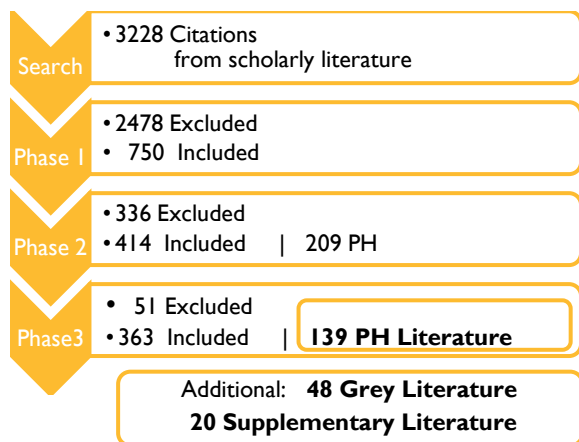 Search
• 3228 Citations
from scholarly literature
Phase 1
• 2478 Excluded
• 750 Included
Phase 2
• 336 Excluded
• 414 Included | 209 PH
Phase3
• 51 Excluded
• 363 Included | 139 PH Literature
Additional: 48 Grey Literature
20 Supplementary Literature